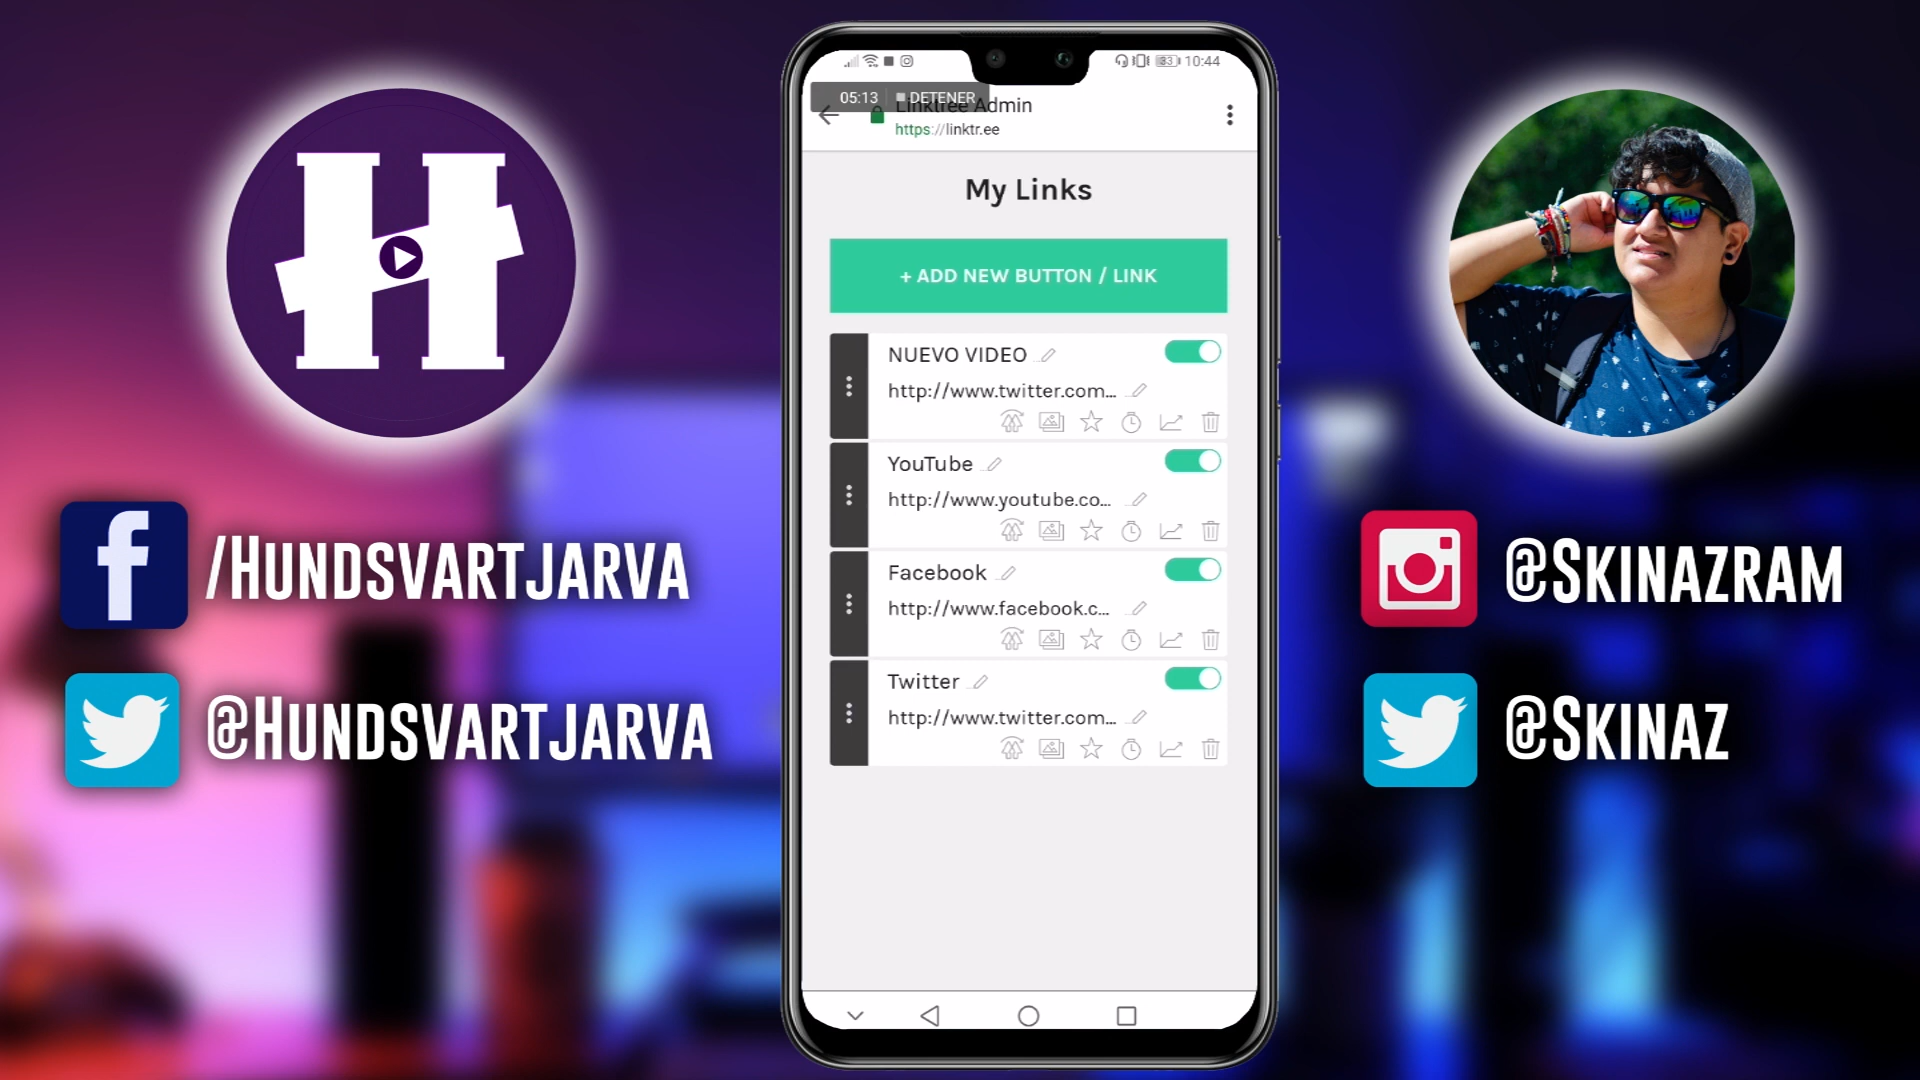 83
10:44
05:13
DETENER
Linktree Admin
https://linktr.ee
My Links
+ ADD NEW BUTTON / LINK
NUEVO VIDEO
http://www.twitter.com...
YouTube
http://www.youtube.co...
Facebook
http://www.facebook.c...
Twitter
http://www.twitter.com...
H
f
/HUNDSVARTJARVA
@HUNDSVARTJARVA
@SKINAZRAM
@SKINAZ